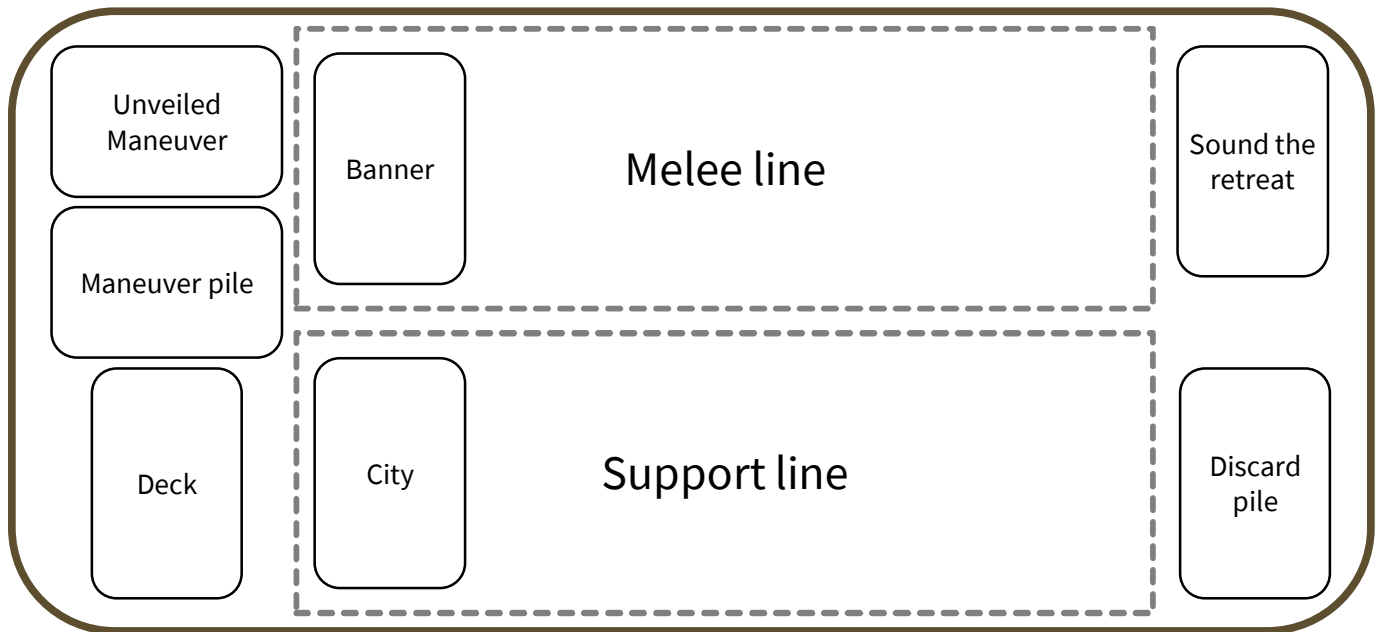 Unveiled
Maneuver
Maneuver pile
Deck
Banner
Melee line
City
Support line
Sound the
retreat
Discard
pile